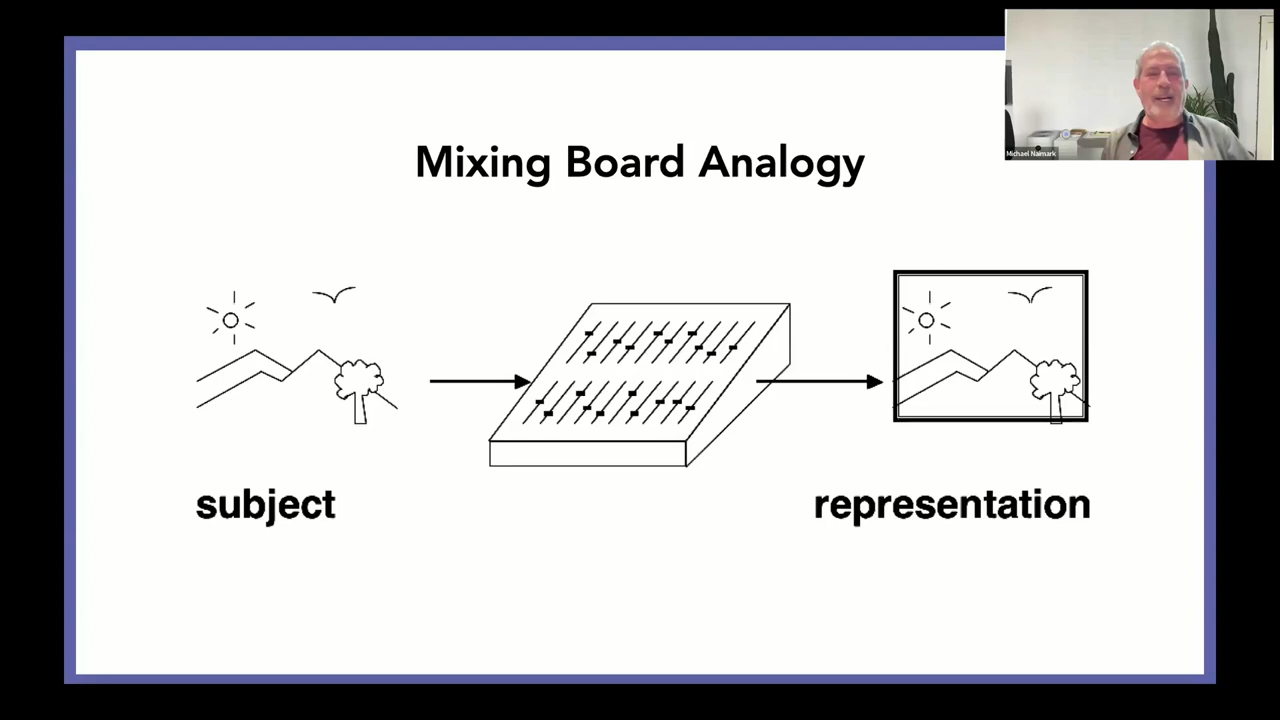 Michael Naimark
Mixing Board Analogy
subject
representation